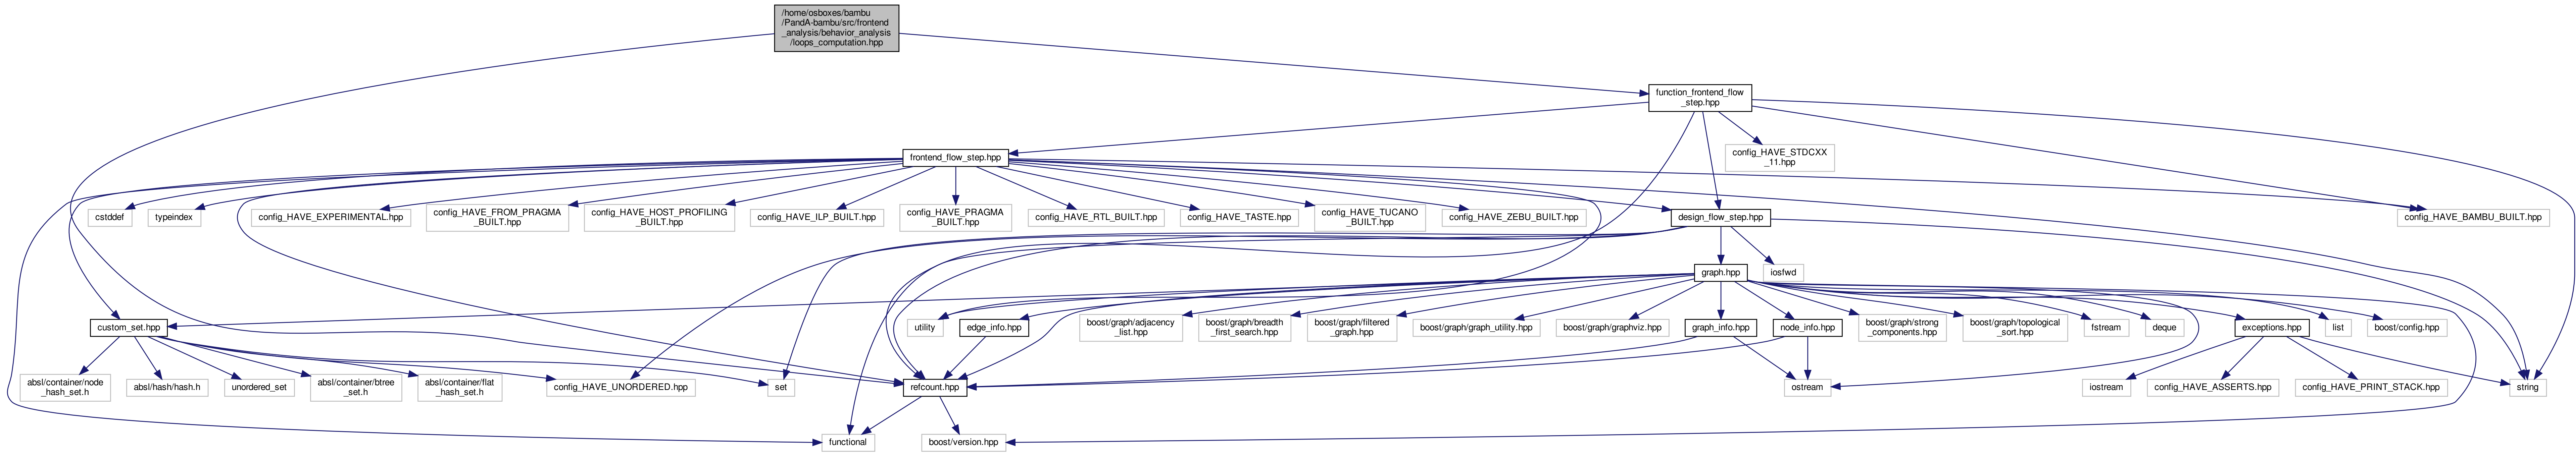 /home/osboxes/bambu
/PandA-bambu/src/frontend
_analysis/behavior_analysis
/loops_computation.hpp
function_frontend_flow
_step.hpp
frontend_flow_step.hpp
config_HAVE_STDCXX
_11.hpp
cstddef
typeindex
config_HAVE_EXPERIMENTAL.hpp
config_HAVE_FROM_PRAGMA
_BUILT.hpp
config_HAVE_HOST_PROFILING
_BUILT.hpp
config_HAVE_ILP_BUILT.hpp
config_HAVE_PRAGMA
_BUILT.hpp
config_HAVE_RTL_BUILT.hpp
config_HAVE_TASTE.hpp
config_HAVE_TUCANO
_BUILT.hpp
config_HAVE_ZEBU_BUILT.hpp
design_flow_step.hpp
config_HAVE_BAMBU_BUILT.hpp
graph.hpp
iosfwd
custom_set.hpp
utility
edge_info.hpp
boost/graph/adjacency
_list.hpp
boost/graph/breadth
_first_search.hpp
boost/graph/filtered
_graph.hpp
boost/graph/graph_utility.hpp
boost/graph/graphviz.hpp
graph_info.hpp
node_info.hpp
boost/graph/strong
_components.hpp
boost/graph/topological
_sort.hpp
fstream
deque
exceptions.hpp
list
boost/config.hpp
absl/container/node
_hash_set.h
absl/hash/hash.h
unordered_set
absl/container/btree
_set.h
absl/container/flat
_hash_set.h
config_HAVE_UNORDERED.hpp
set
refcount.hpp
ostream
iostream
config_HAVE_ASSERTS.hpp
config_HAVE_PRINT_STACK.hpp
string
functional
boost/version.hpp